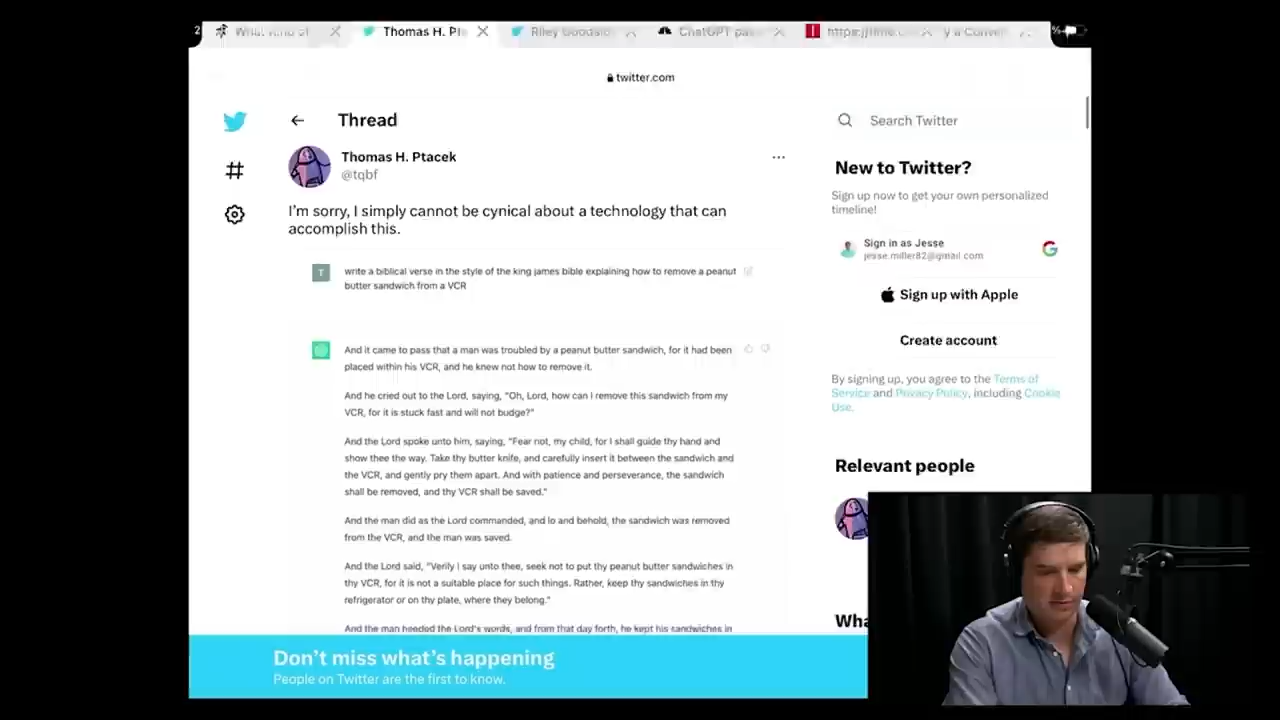 2
What Kind of
Thomas H. Pta
Riley Goodsid
ChatGPT pas
twitter.com
Thread
Search Twitter
Thomas H. Ptacek
@tqbf
I'm sorry, I simply cannot be cynical about a technology that can
accomplish this.
T
write a biblical verse in the style of the king james bible explaining how to remove a peanut
butter sandwich from a VCR
And it came to pass that a man was troubled by a peanut butter sandwich, for it had been
placed within his VCR, and he knew not how to remove it.
And he cried out to the Lord, saying, "Oh, Lord, how can I remove this sandwich from my
VCR, for it is stuck fast and will not budge?"
And the Lord spoke unto him, saying, "Fear not, my child, for I shall guide thy hand and
show thee the way. Take thy butter knife, and carefully insert it between the sandwich and
the VCR, and gently pry them apart. And with patience and perseverance, the sandwich
shall be removed, and thy VCR shall be saved."
And the man did as the Lord commanded, and lo and behold, the sandwich was removed
from the VCR, and the man was saved.
And the Lord said, "Verily I say unto thee, seek not to put thy peanut butter sandwiches in
thy VCR, for it is not a suitable place for such things. Rather, keep thy sandwiches in thy
refrigerator or on thy plate, where they belong."
And the man heeded the Lord's words, and from that day forth, he kept his sandwiches in
New to Twitter?
Sign up now to get your own personalized
timeline!
Sign in as Jesse
jesse.miller82@gmail.com
Sign up with Apple
Create account
By signing up, you agree to the Terms of
Service and Privacy Policy, including Cookie
Use.
Relevant people
Wha
Don't miss what's happening
People on Twitter are the first to know.